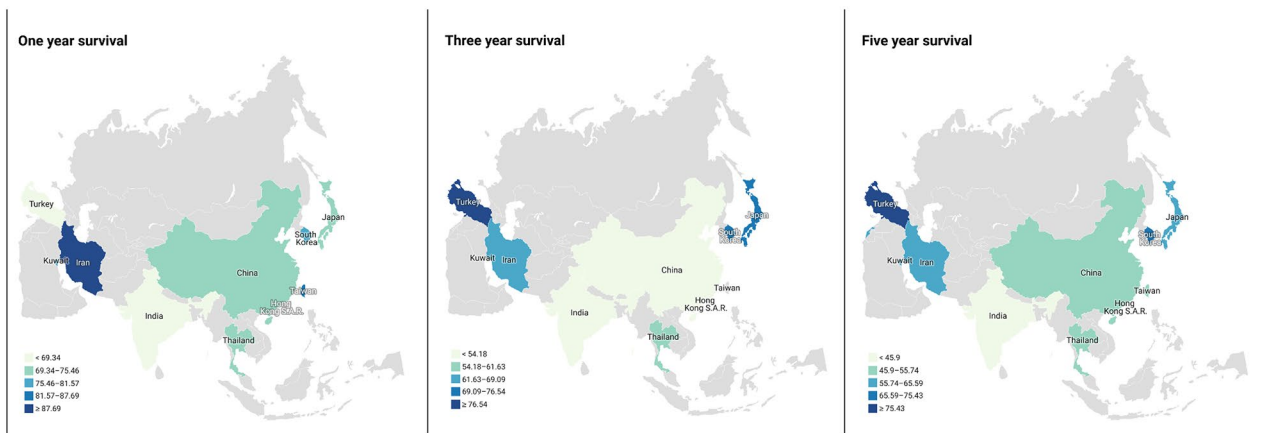 One year survival
Turkey
Japan
South
Korea
Kuwait
Iran
China
Taiwan
Hong
Kong S.A.R.
India
Thailand
< 69.34
69.34–75.46
75.46–81.57
81.57–87.69
≥ 87.69
Three year survival
Turkey
Japan
South
Korea
Kuwait
Iran
China
Taiwan
Hong
Kong S.A.R.
India
Thailand
< 54.18
54.18–61.63
61.63–69.09
69.09–76.54
≥ 76.54
Five year survival
Turkey
Japan
South
Korea
Kuwait
Iran
China
Taiwan
Hong
Kong S.A.R.
India
Thailand
< 45.9
45.9–55.74
55.74–65.59
65.59–75.43
≥ 75.43